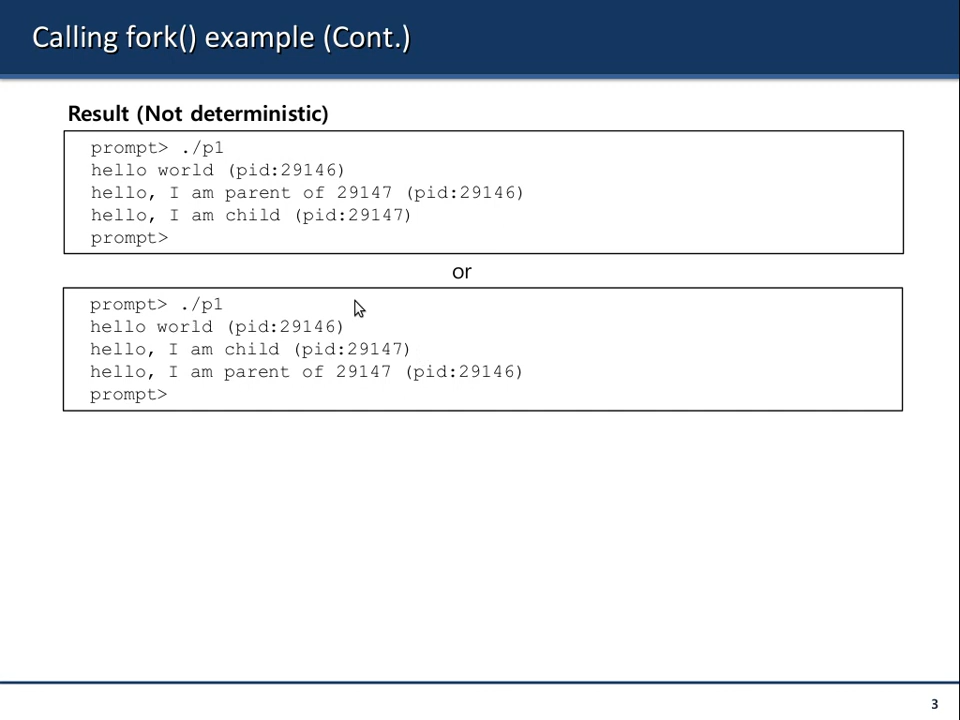 Calling fork() example (Cont.)
Result (Not deterministic)
prompt> ./p1
hello world (pid:29146)
hello, I am parent of 29147 (pid:29146)
hello, I am child (pid:29147)
prompt>
or
prompt> ./p1
hello world (pid:29146)
hello, I am child (pid:29147)
hello, I am parent of 29147 (pid:29146)
prompt>
3